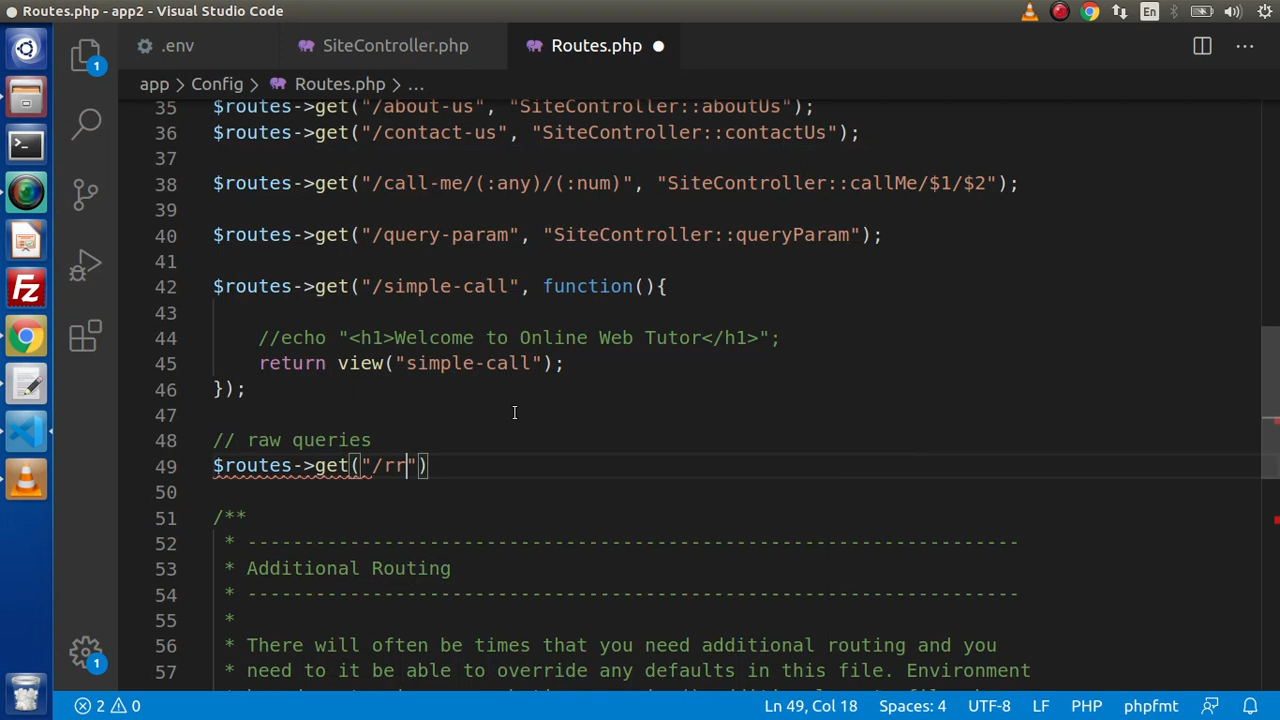 Routes.php - app2 - Visual Studio Code
En
.env
SiteController.php
Routes.php
app > Config > Routes.php > ...
35 $routes->get("/about-us", "SiteController::aboutUs");
36 $routes->get("/contact-us", "SiteController::contactUs");
37
38 $routes->get("/call-me/(:any)/(:num)", "SiteController::callMe/$1/$2");
39
40 $routes->get("/query-param", "SiteController::queryParam");
41
42 $routes->get("/simple-call", function(){
43
44 //echo "<h1>Welcome to Online Web Tutor</h1>";
45 return view("simple-call");
46 });
47
48 // raw queries
49 $routes->get("/rr")
50
51 /**
52 * --------------------------------------------------------------------
53 * Additional Routing
54 * --------------------------------------------------------------------
55 *
56 * There will often be times that you need additional routing and you
57 * need to it be able to override any defaults in this file. Environment
1
1
2
0
Ln 49, Col 18
Spaces: 4
UTF-8
LF
PHP
phpfmt